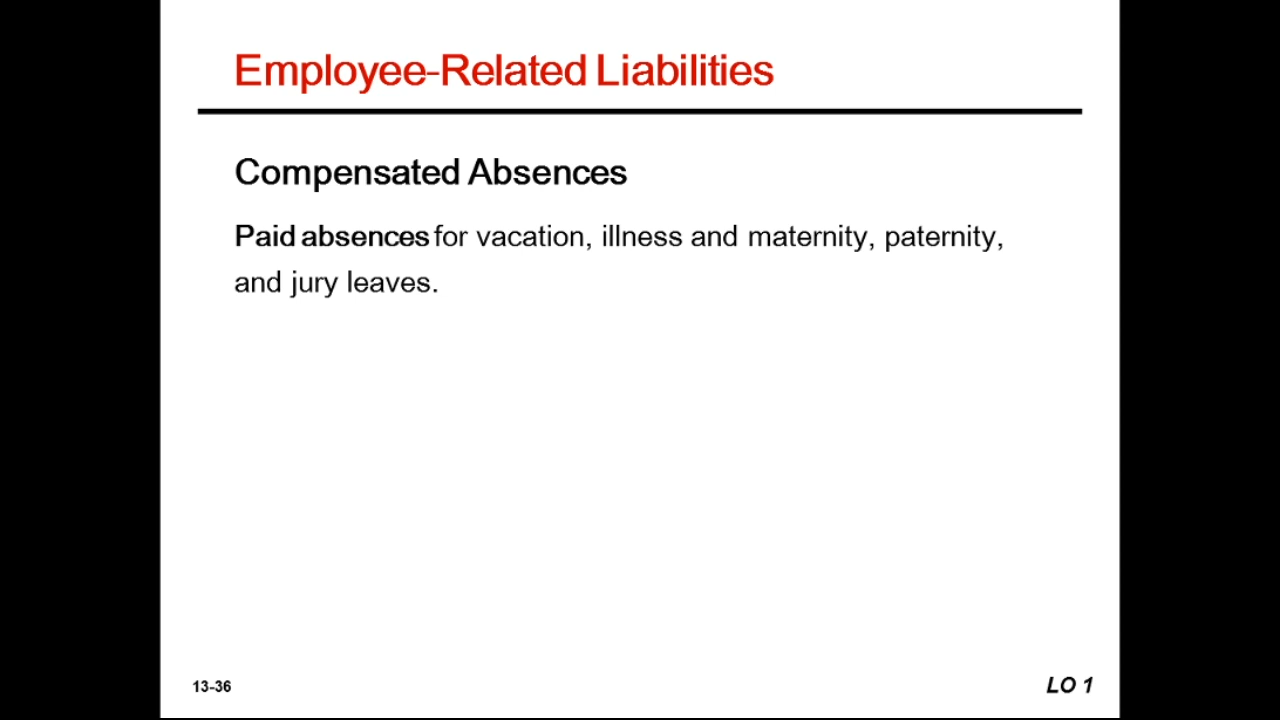 Employee-Related Liabilities
Compensated Absences
Paid absences for vacation, illness and maternity, paternity,
and jury leaves.
13-36
LO 1